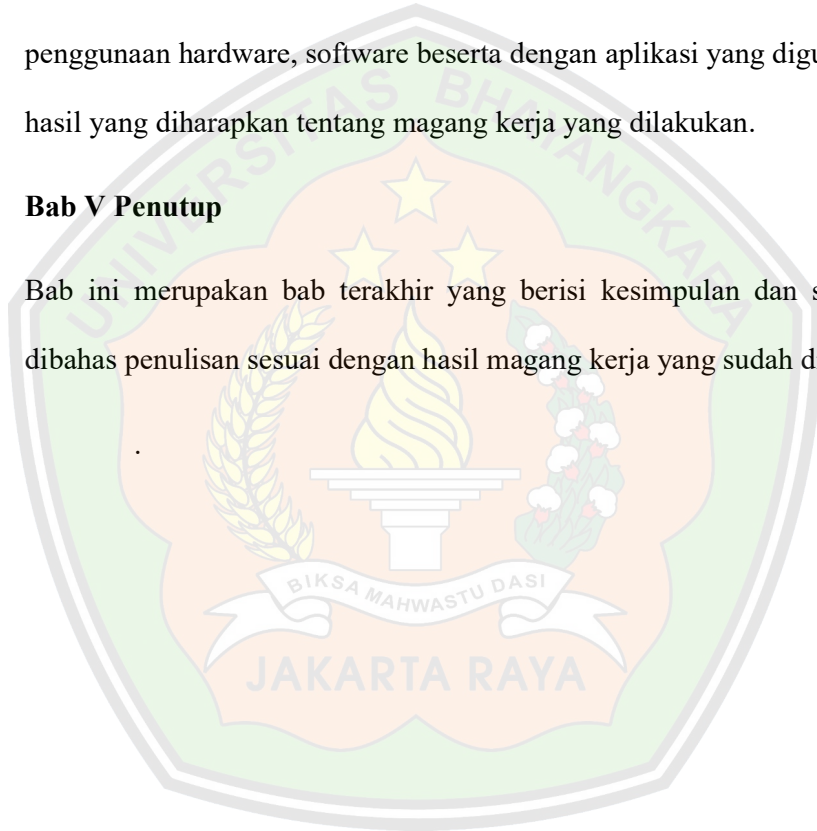 penggunaan hardware, software beserta dengan aplikasi yang
hasil yang diharapkan tentang magang kerja yang dilakukan.
Bab V Penutup
Bab ini merupakan bab terakhir yang berisi kesimpulan dan
dibahas penulisan sesuai dengan hasil magang kerja yang sudah
.
UNIVERSITAS BHAYANGKARA
BIKSA MAHWASTU DASI
JAKARTA RAYA